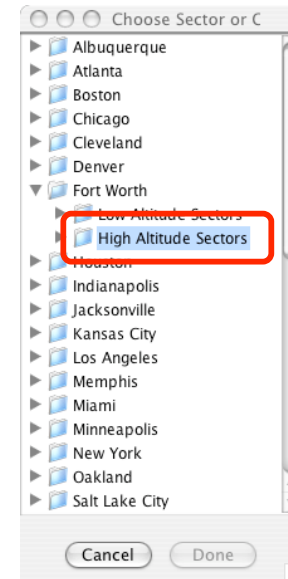 Choose Sector or C
Albuquerque
Atlanta
Boston
Chicago
Cleveland
Denver
Fort Worth
Low Altitude Sectors
High Altitude Sectors
Houston
Indianapolis
Jacksonville
Kansas City
Los Angeles
Memphis
Miami
Minneapolis
New York
Oakland
Salt Lake City
Cancel Done